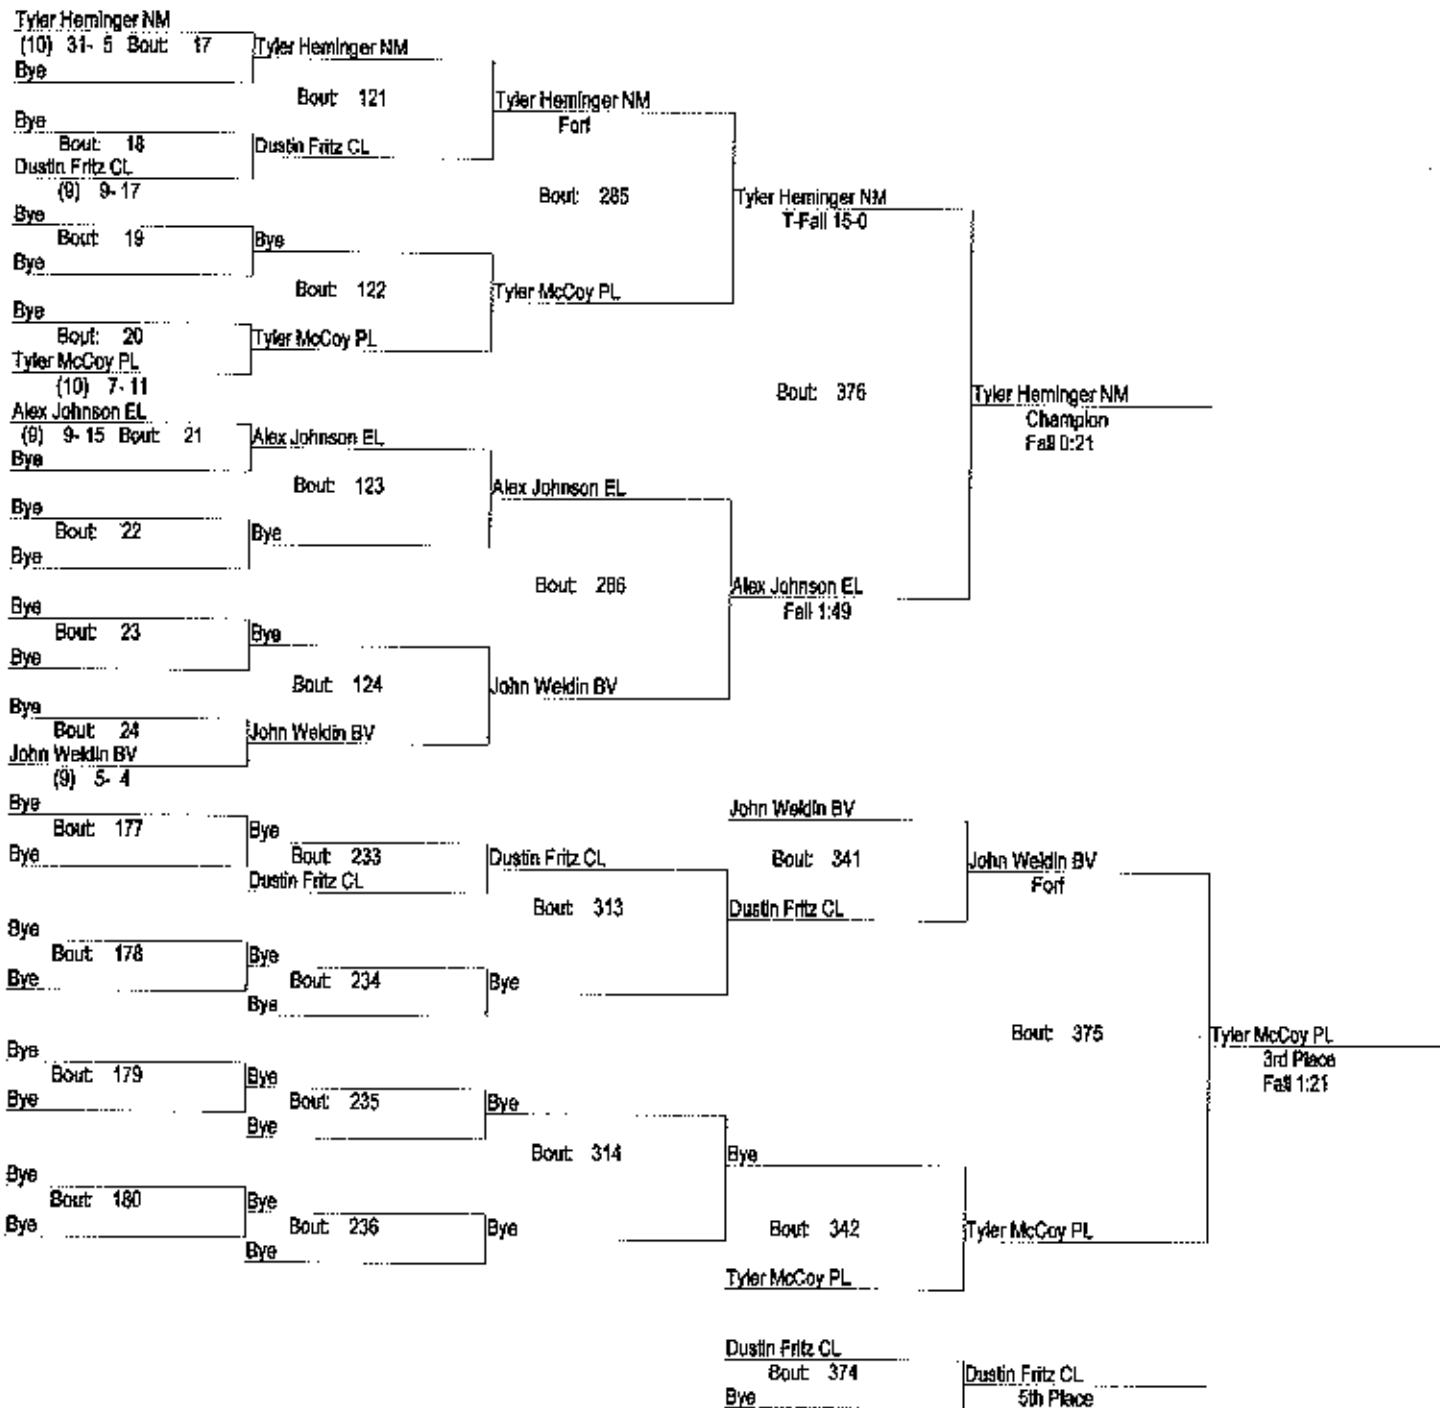 Tyler Heminger NM
(10) 31- 5 Bout: 17
Tyler Heminger NM
Bye
Bout: 121
Tyler Heminger NM
Forf
Bye
Bout: 18
Dustin Fritz CL
Dustin Fritz CL
(9) 9-17
Bout: 285
Tyler Heminger NM
T-Fall 15-0
Bye
Bout: 19
Bye
Bye
Bout: 122
Tyler McCoy PL
Bye
Bout: 20
Tyler McCoy PL
Tyler McCoy PL
(10) 7- 11
Bout: 376
Tyler Heminger NM
Champion
Fall 0:21
Alex Johnson EL
(9) 9- 15 Bout: 21
Alex Johnson EL
Bye
Bout: 123
Alex Johnson EL
Bye
Bout: 22
Bye
Bye
Bout: 286
Alex Johnson EL
Fall 1:49
Bye
Bout: 23
Bye
Bye
Bout: 124
John Weldin BV
Bye
Bout: 24
John Weldin BV
John Weldin BV
(9) 5- 4
Bye
Bout: 177
Bye
Bye
Bout: 233
Dustin Fritz CL
Dustin Fritz CL
John Weldin BV
Bout: 341
John Weldin BV
Forf
Bout: 313
Dustin Fritz CL
Bye
Bout: 178
Bye
Bye
Bout: 234
Bye
Bye
Bout: 375
Tyler McCoy PL
3rd Place
Fall 1:21
Bye
Bout: 179
Bye
Bye
Bout: 235
Bye
Bye
Bout: 314
Bye
Bye
Bout: 180
Bye
Bye
Bout: 236
Bye
Bye
Bout: 342
Tyler McCoy PL
Tyler McCoy PL
Dustin Fritz CL
Bout: 374
Dustin Fritz CL
Bye
5th Place